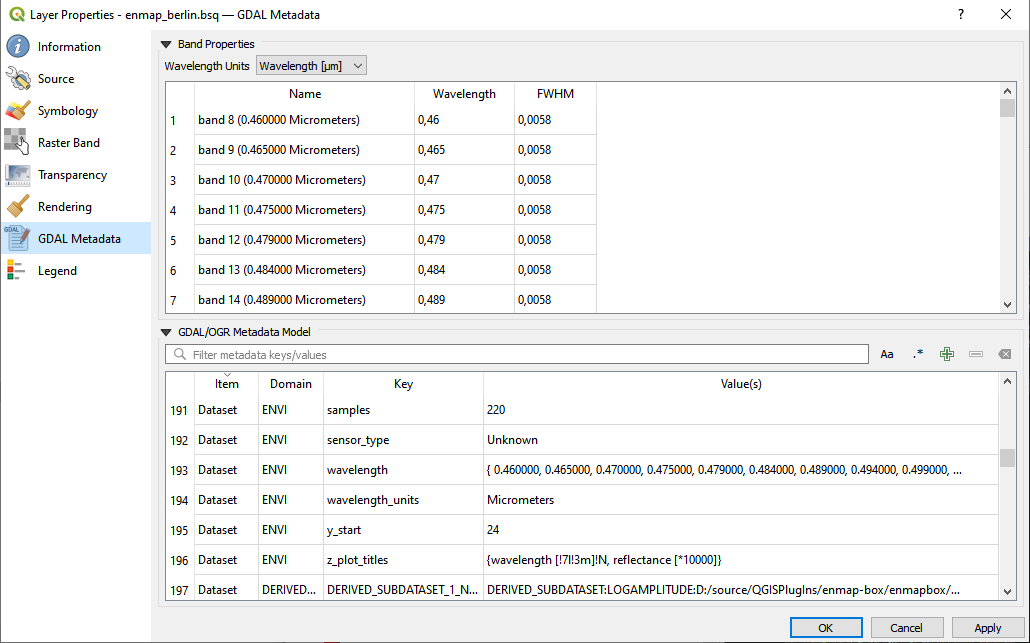 Layer Properties - enmap_berlin.bsq — GDAL Metadata ?
Information
Source
Symbology
Raster Band
Transparency
Rendering
GDAL Metadata
Legend
Band Properties
Wavelength Units Wavelength [µm]
Name Wavelength FWHM
1 band 8 (0.460000 Micrometers) 0,46 0,0058
2 band 9 (0.465000 Micrometers) 0,465 0,0058
3 band 10 (0.470000 Micrometers) 0,47 0,0058
4 band 11 (0.475000 Micrometers) 0,475 0,0058
5 band 12 (0.479000 Micrometers) 0,479 0,0058
6 band 13 (0.484000 Micrometers) 0,484 0,0058
7 band 14 (0.489000 Micrometers) 0,489 0,0058
GDAL/OGR Metadata Model
Filter metadata keys/values Aa .*
Item Domain Key Value(s)
191 Dataset ENVI samples 220
192 Dataset ENVI sensor_type Unknown
193 Dataset ENVI wavelength { 0.460000, 0.465000, 0.470000, 0.475000, 0.479000, 0.484000, 0.489000, 0.494000, 0.499000, ...
194 Dataset ENVI wavelength_units Micrometers
195 Dataset ENVI y_start 24
196 Dataset ENVI z_plot_titles {wavelength [!7l!3m]!N, reflectance [*10000]}
197 Dataset DERIVED... DERIVED_SUBDATASET_1_N... DERIVED_SUBDATASET:LOGAMPLITUDE:D:/source/QGISPlugIns/enmap-box/enmapbox/...
OK Cancel Apply